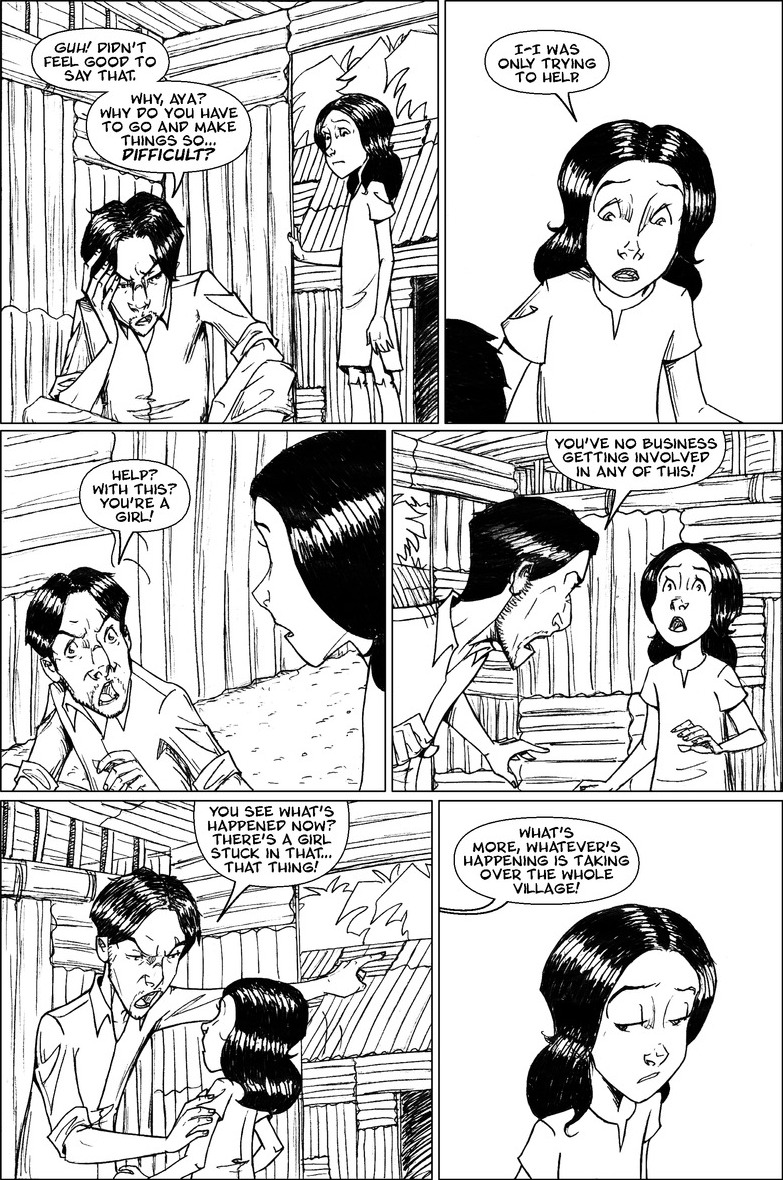 GUH! DIDN'T
FEEL GOOD TO
SAY THAT.
WHY, AYA?
WHY DO YOU HAVE
TO GO AND MAKE
THINGS SO...
DIFFICULT?
I-I WAS
ONLY TRYING
TO HELP.
HELP?
WITH THIS?
YOU'RE A
GIRL!
YOU'VE NO BUSINESS
GETTING INVOLVED
IN ANY OF THIS!
YOU SEE WHAT'S
HAPPENED NOW?
THERE'S A GIRL
STUCK IN THAT...
THAT THING!
WHAT'S
MORE, WHATEVER'S
HAPPENING IS TAKING
OVER THE WHOLE
VILLAGE!